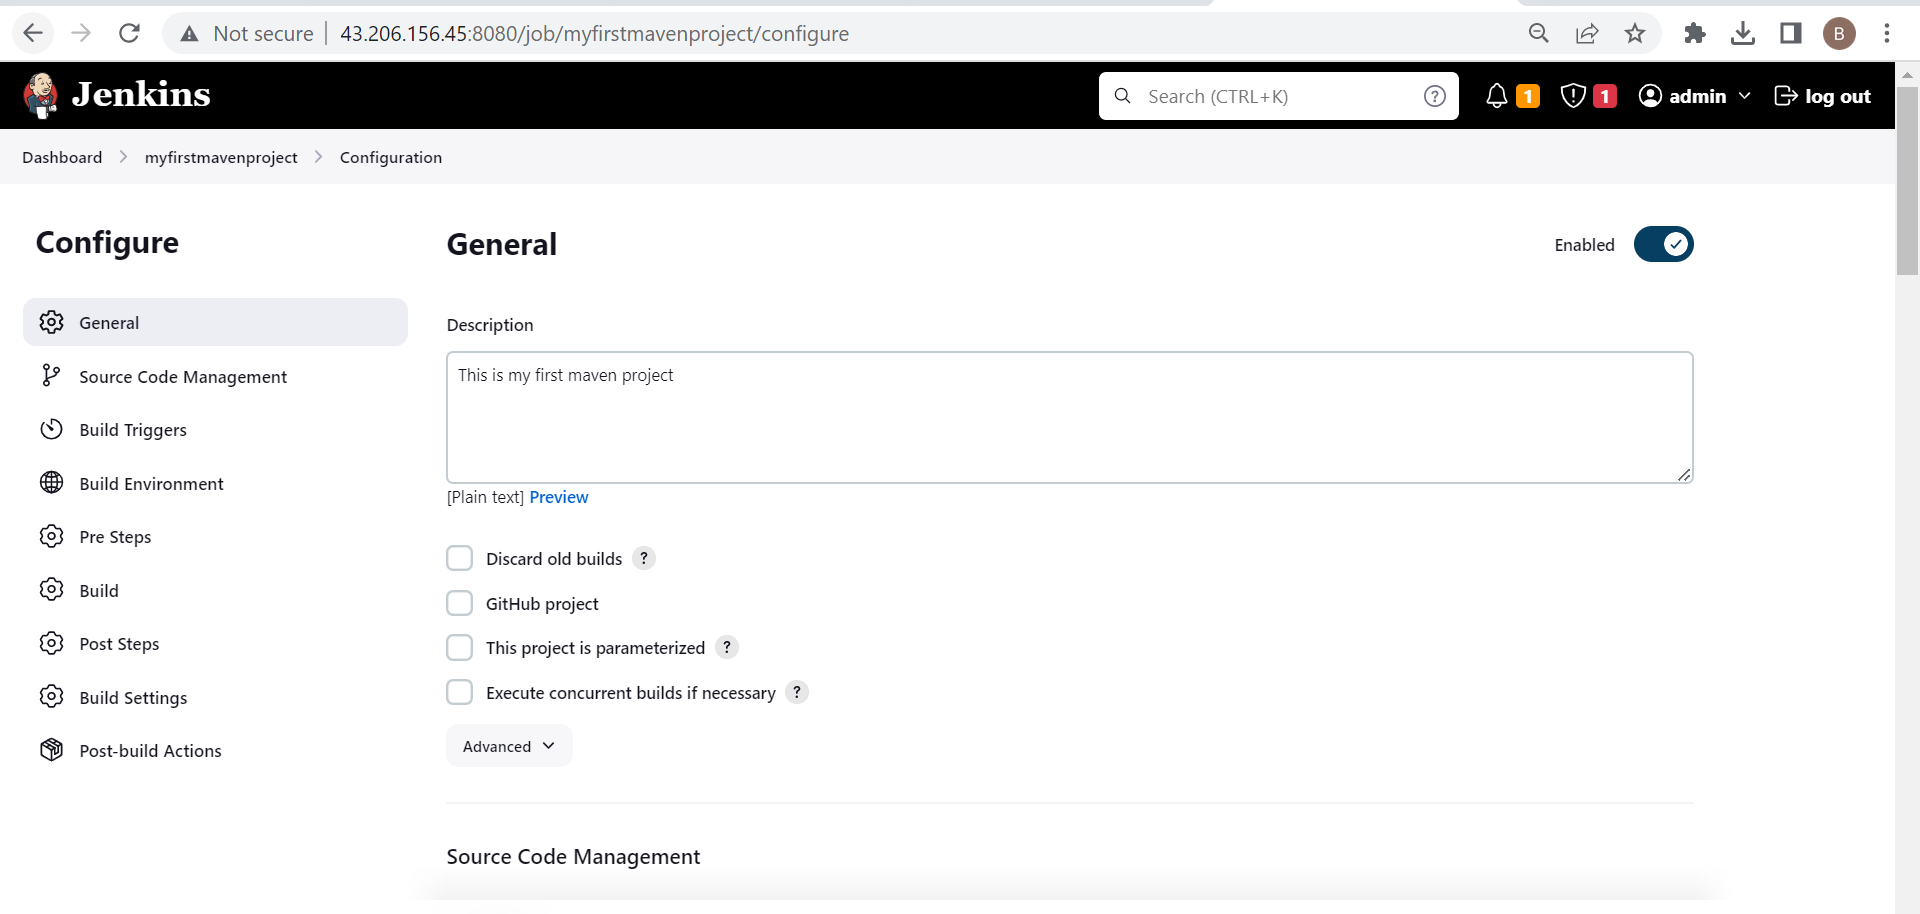 Not secure 43.206.156.45:8080/job/myfirstmavenproject/configure B
Jenkins Search (CTRL+K) ? 1 1 admin log out
Dashboard myfirstmavenproject Configuration
Configure
General
Source Code Management
Build Triggers
Build Environment
Pre Steps
Build
Post Steps
Build Settings
Post-build Actions
General Enabled
Description
This is my first maven project
[Plain text] Preview
Discard old builds ?
GitHub project
This project is parameterized ?
Execute concurrent builds if necessary ?
Advanced
Source Code Management